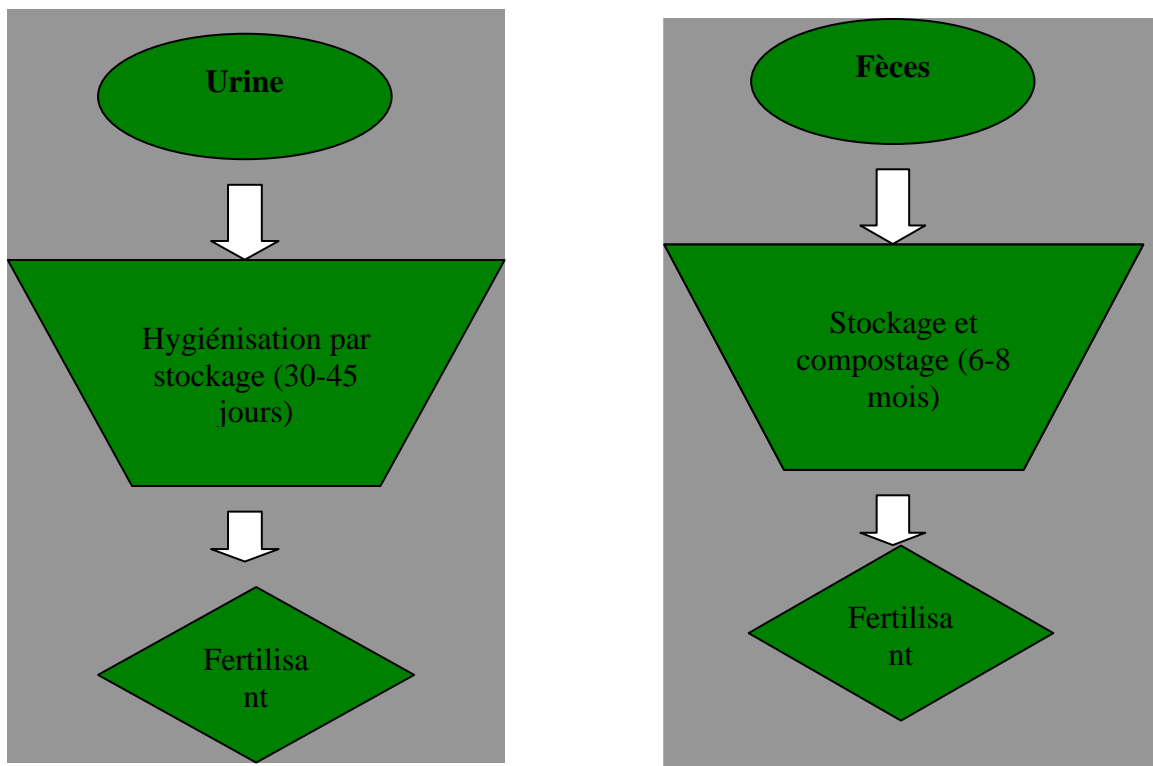 Urine
Hygiénisation par
stockage (30-45
jours)
Fertilisa
nt
Fèces
Stockage et
compostage (6-8
mois)
Fertilisa
nt